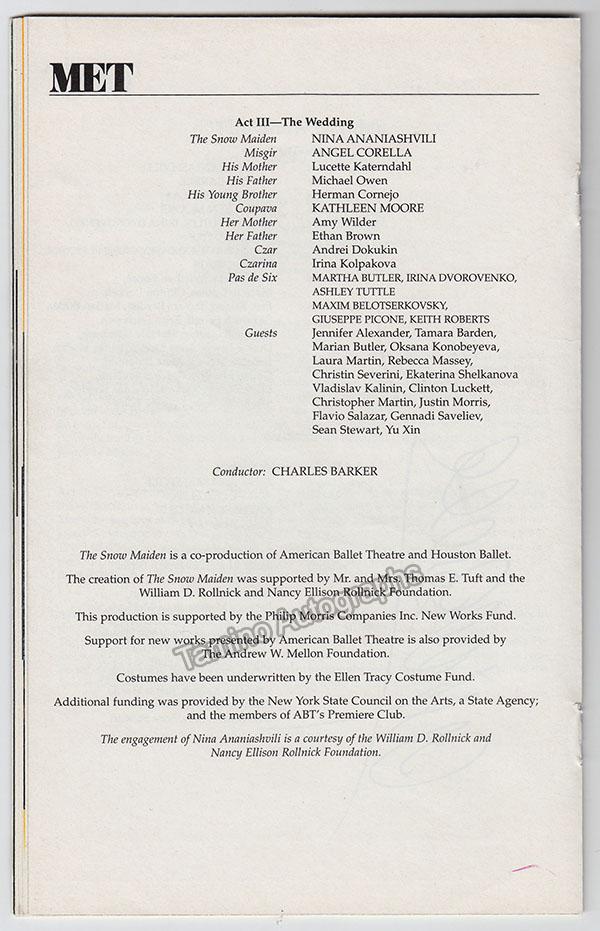 MET
Act III—The Wedding
The Snow Maiden NINA ANANIASHVILI
Misgir ANGEL CORELLA
His Mother Lucette Katerndahl
His Father Michael Owen
His Young Brother Herman Cornejo
Coupava KATHLEEN MOORE
Her Mother Amy Wilder
Her Father Ethan Brown
Czar Andrei Dokukin
Czarina Irina Kolpakova
Pas de Six MARTHA BUTLER, IRINA DVOROVENKO,
ASHLEY TUTTLE
MAXIM BELOTSERKOVSKY,
GIUSEPPE PICONE, KEITH ROBERTS
Guests Jennifer Alexander, Tamara Barden,
Marian Butler, Oksana Konobeyeva,
Laura Martin, Rebecca Massey,
Christin Severini, Ekaterina Shelkanova
Vladislav Kalinin, Clinton Luckett,
Christopher Martin, Justin Morris,
Flavio Salazar, Gennadi Saveliev,
Sean Stewart, Yu Xin
Conductor: CHARLES BARKER
The Snow Maiden is a co-production of American Ballet Theatre and Houston Ballet.
The creation of The Snow Maiden was supported by Mr. and Mrs. Thomas E. Tuft and the
William D. Rollnick and Nancy Ellison Rollnick Foundation.
This production is supported by the Philip Morris Companies Inc. New Works Fund.
Support for new works presented by American Ballet Theatre is also provided by
The Andrew W. Mellon Foundation.
Costumes have been underwritten by the Ellen Tracy Costume Fund.
Additional funding was provided by the New York State Council on the Arts, a State Agency;
and the members of ABT's Premiere Club.
The engagement of Nina Ananiashvili is a courtesy of the William D. Rollnick and
Nancy Ellison Rollnick Foundation.
Tamino Autographs